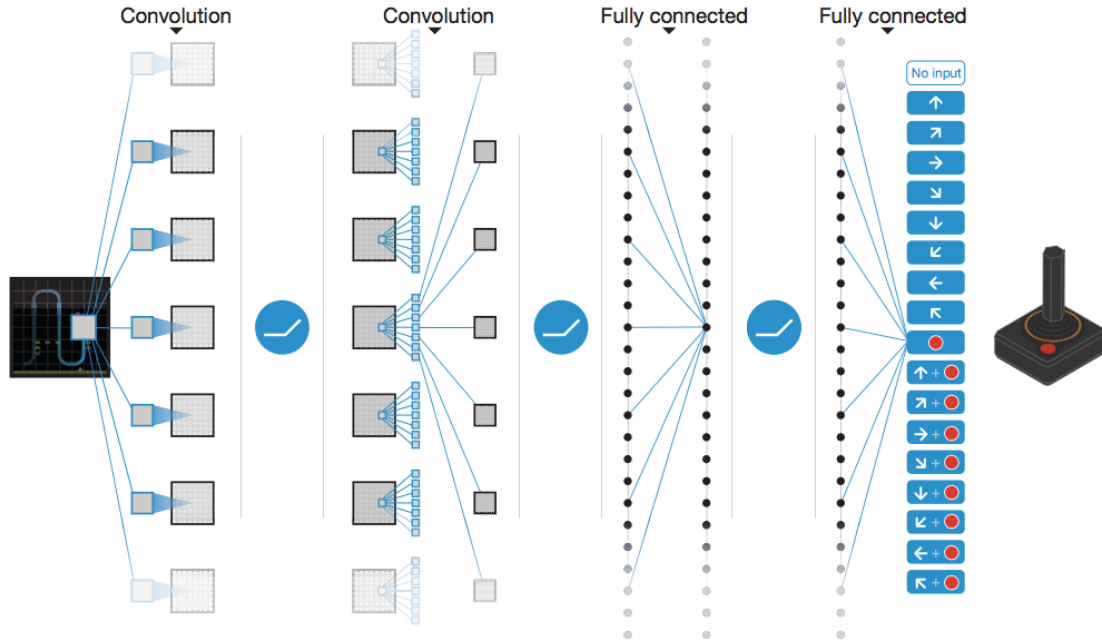 Convolution
Convolution
Fully connected
Fully connected
No input
+
+
+
+
+
+
+
+